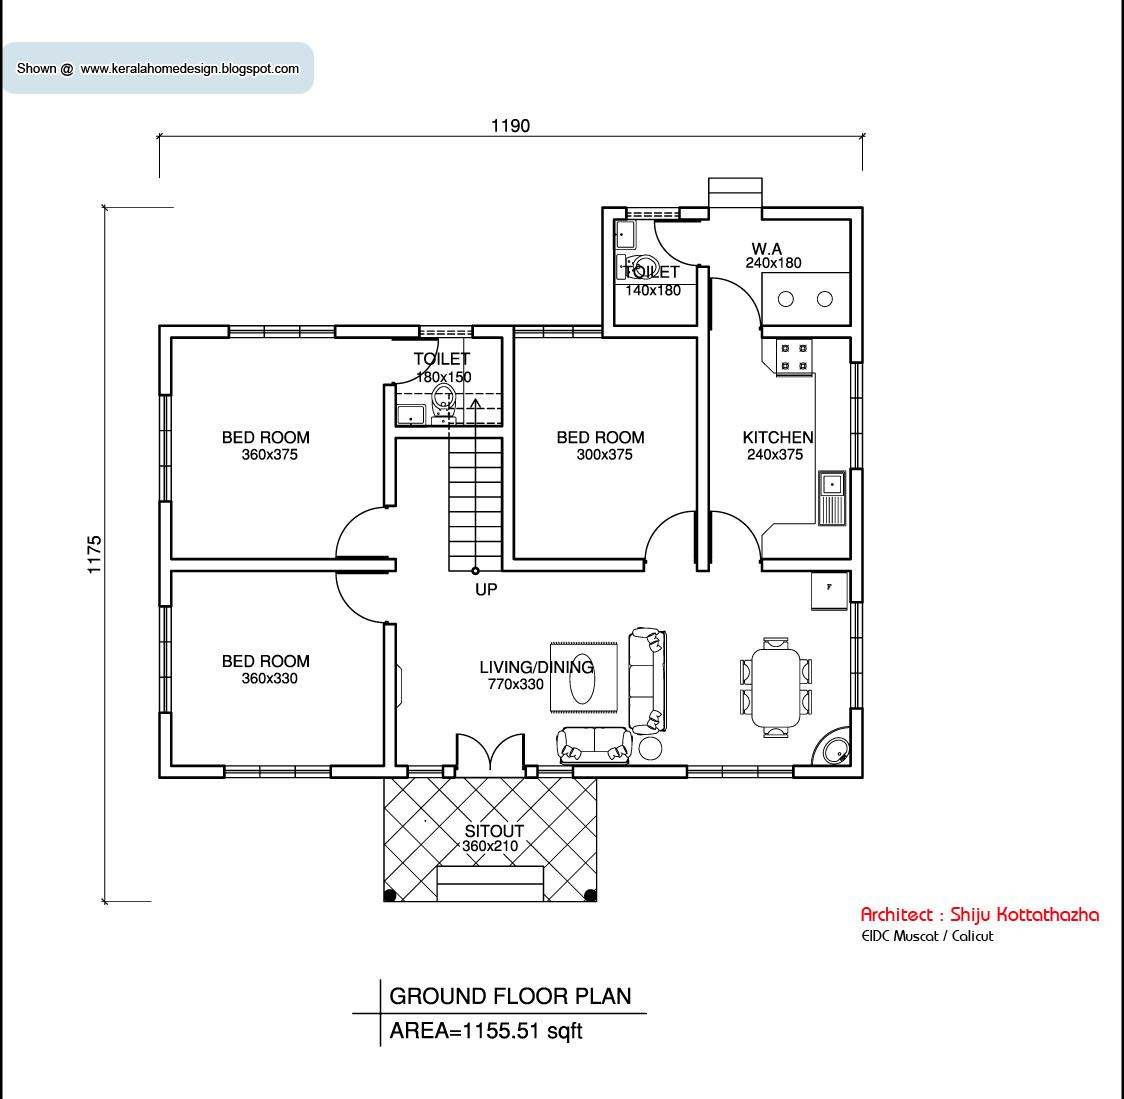 Shown @ www.keralahomedesign.blogspot.com
1190
W.A
240x180
TOILET
140x180
TOILET
180x150
BED ROOM
360x375
BED ROOM
300x375
KITCHEN
240x375
1175
UP
F
BED ROOM
360x330
LIVING/DINING
770x330
SITOUT
360x210
Architect : Shiju Kottathazha
EIDC Muscat / Calicut
GROUND FLOOR PLAN
AREA=1155.51 sqft